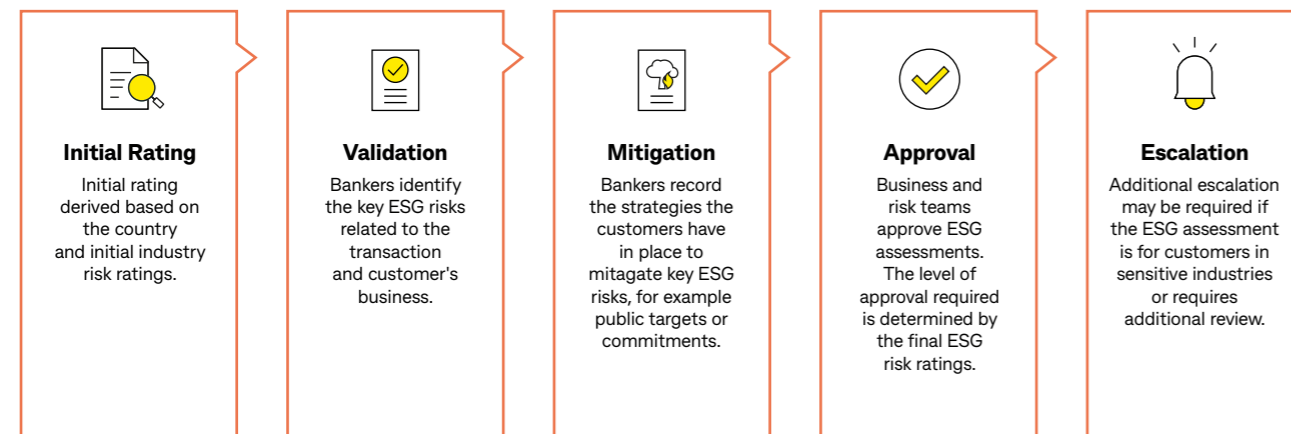 Initial Rating
Initial rating
derived based on
the country
and initial industry
risk ratings.
Validation
Bankers identify
the key ESG risks
related to the
transaction
and customer's
business.
Mitigation
Bankers record
the strategies the
customers have
in place to
mitagate key ESG
risks, for example
public targets or
commitments.
Approval
Business and
risk teams
approve ESG
assessments.
The level of
approval required
is determined by
the final ESG
risk ratings.
Escalation
Additional escalation
may be required if
the ESG assessment
is for customers in
sensitive industries
or requires
additional review.